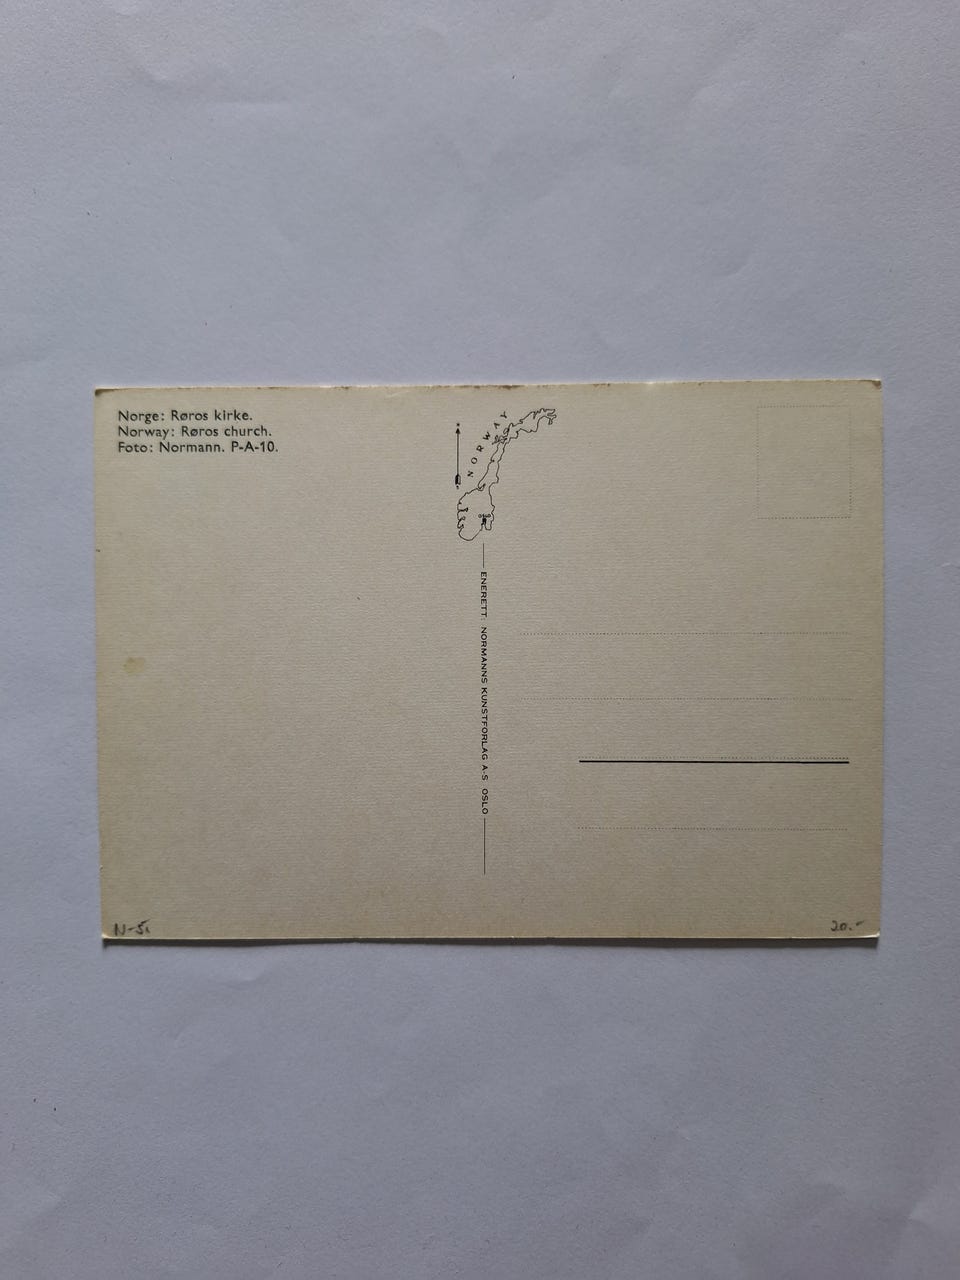 Norge: Røros kirke.
Norway: Røros church.
Foto: Normann. P-A-10.
NORWAY
ENERETT: NORMANNS KUNSTFORLAG A-S OSLO
N-5.
20.-